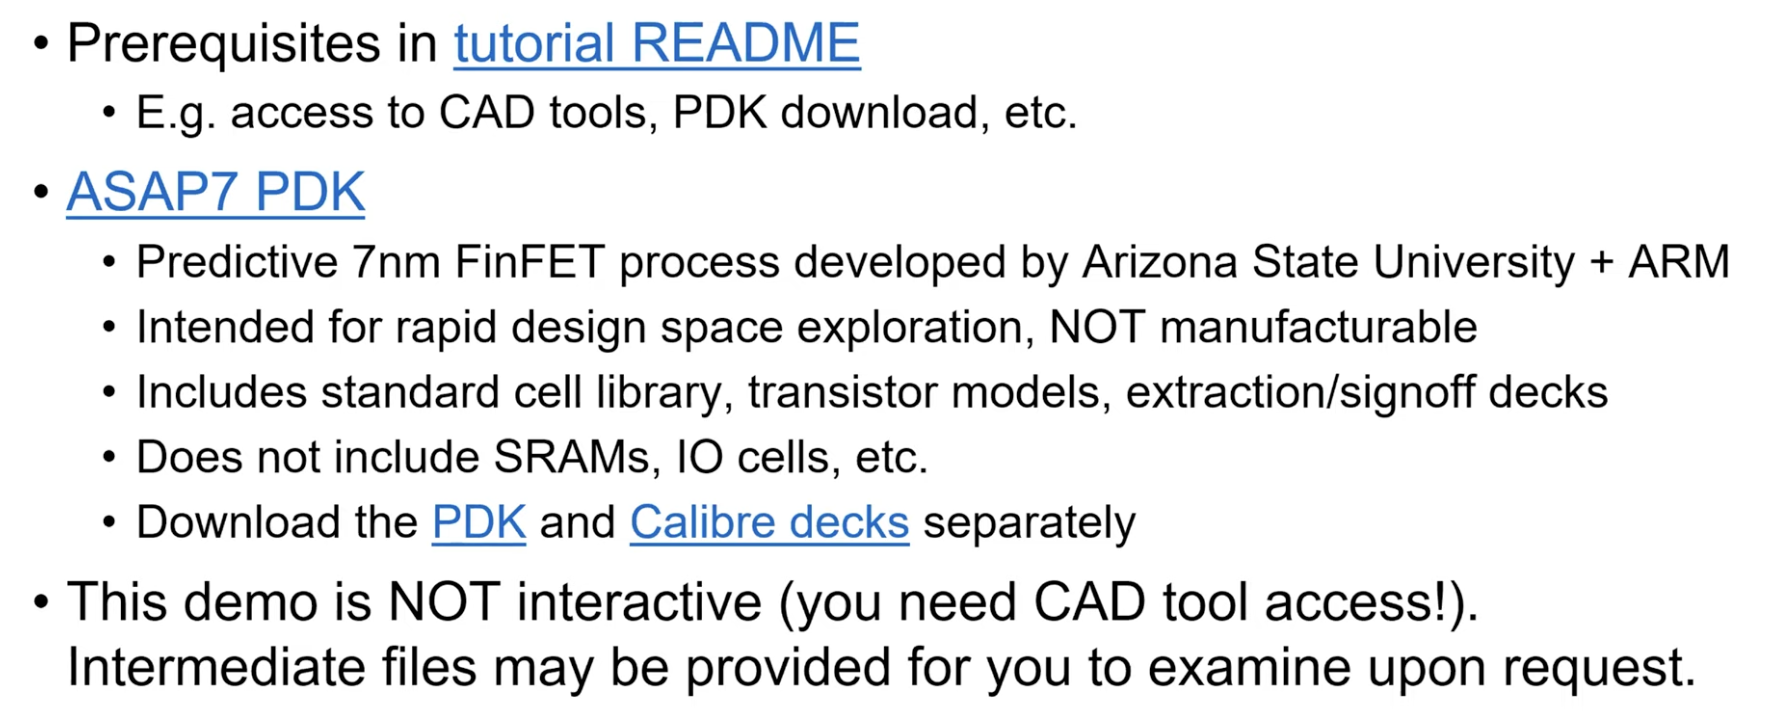 • Prerequisites in tutorial README
• E.g. access to CAD tools, PDK download, etc.
• ASAP7 PDK
• Predictive 7nm FinFET process developed by Arizona State University + ARM
• Intended for rapid design space exploration, NOT manufacturable
• Includes standard cell library, transistor models, extraction/signoff decks
• Does not include SRAMs, IO cells, etc.
• Download the PDK and Calibre decks separately
• This demo is NOT interactive (you need CAD tool access!).
Intermediate files may be provided for you to examine upon request.